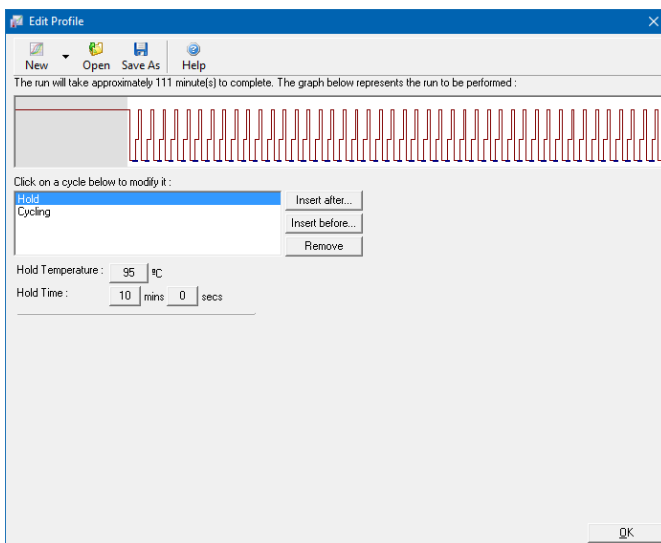 Edit Profile
New Open Save As Help
The run will take approximately 111 minute(s) to complete. The graph below represents the run to be performed :
Click on a cycle below to modify it :
Hold
Cycling
Insert after...
Insert before...
Remove
Hold Temperature : 95 ºC
Hold Time : 10 mins 0 secs
OK